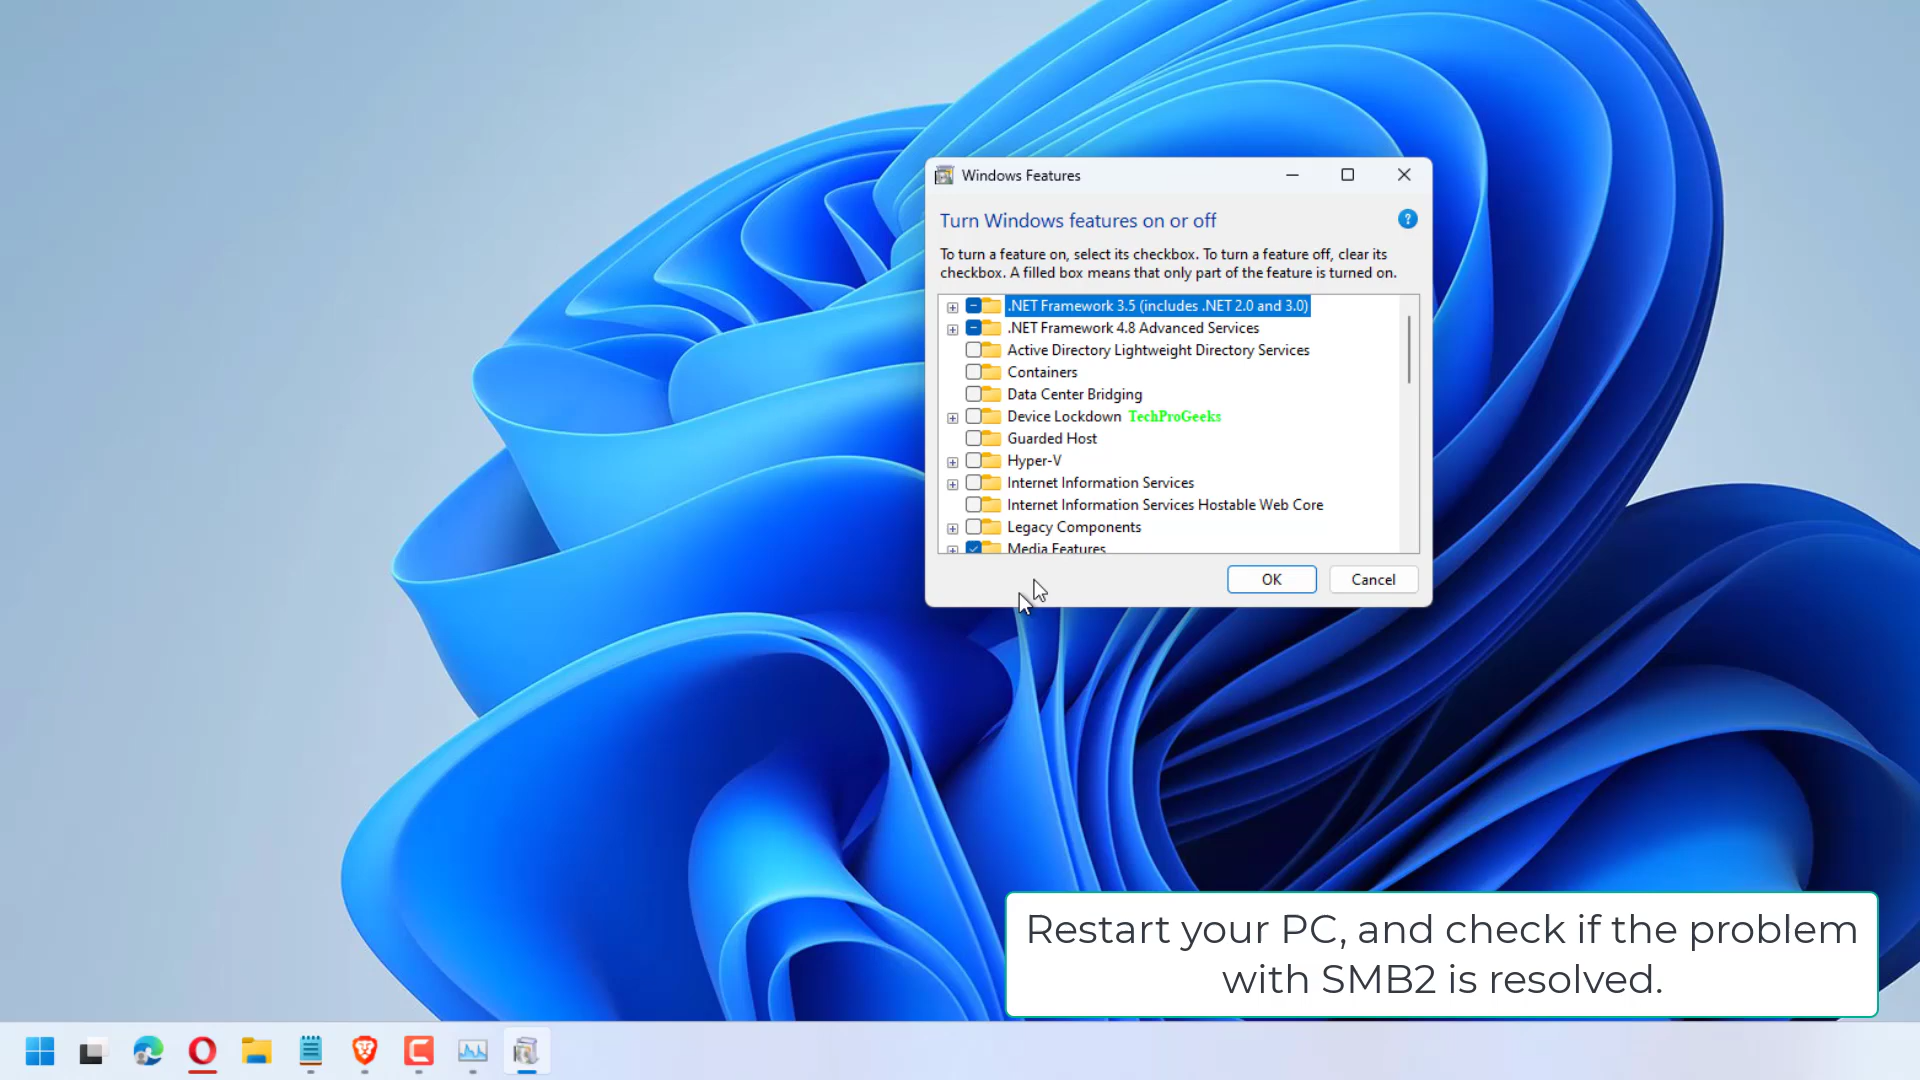 Windows Features
Turn Windows features on or off
To turn a feature on, select its checkbox. To turn a feature off, clear its
checkbox. A filled box means that only part of the feature is turned on.
.NET Framework 3.5 (includes .NET 2.0 and 3.0)
.NET Framework 4.8 Advanced Services
Active Directory Lightweight Directory Services
Containers
Data Center Bridging
Device Lockdown TechProGeeks
Guarded Host
Hyper-V
Internet Information Services
Internet Information Services Hostable Web Core
Legacy Components
Media Features
OK Cancel
Restart your PC, and check if the problem
with SMB2 is resolved.